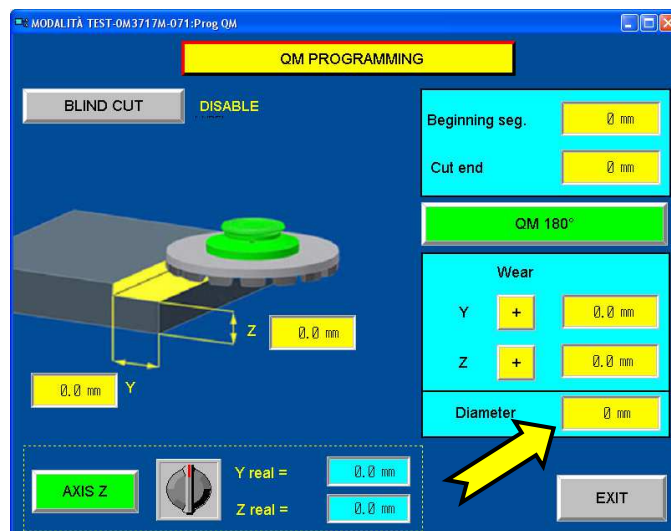 MODALITÀ TEST-0M3717M-071:Prog QM
QM PROGRAMMING
BLIND CUT
DISABLE
Beginning seg.
0 mm
Cut end
0 mm
QM 180°
Wear
Y
+
0.0 mm
Z
+
0.0 mm
Diameter
0 mm
Z
0.0 mm
0.0 mm
Y
AXIS Z
Y real =
0.0 mm
Z real =
0.0 mm
EXIT